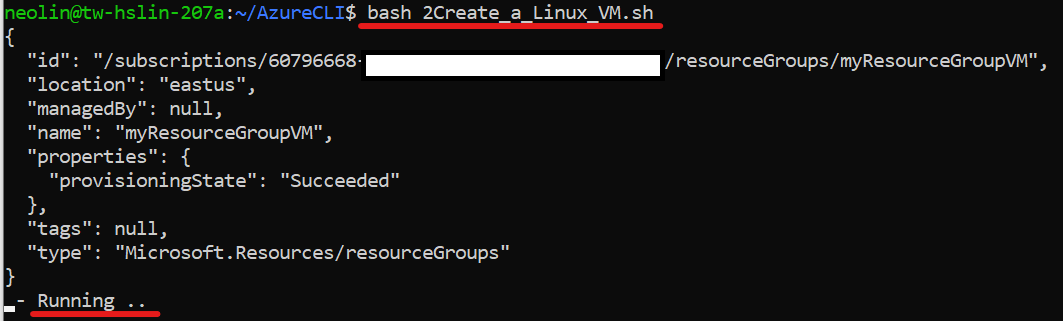 neolin@tw-hslin-207a:~/AzureCLI$ bash 2Create_a_Linux_VM.sh
{
  "id": "/subscriptions/60796668- /resourceGroups/myResourceGroupVM",
  "location": "eastus",
  "managedBy": null,
  "name": "myResourceGroupVM",
  "properties": {
    "provisioningState": "Succeeded"
  },
  "tags": null,
  "type": "Microsoft.Resources/resourceGroups"
}
 - Running ..